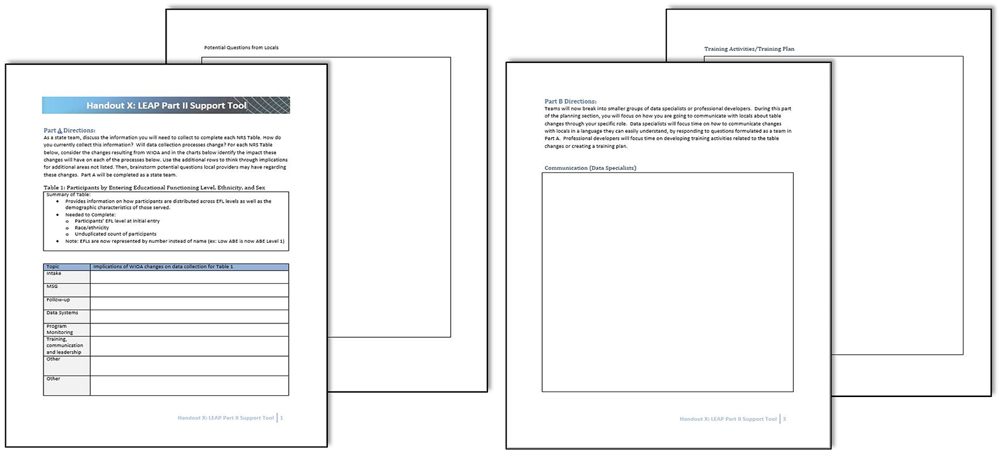 Potential Questions from Locals
Handout X: LEAP Part II Support Tool
Part A Directions:
As a state team, discuss the information you will need to collect to complete each NRS Table. How do
you currently collect this information?  Will data collection processes change? For each NRS Table
below, consider the changes resulting from WIOA and in the charts below identify the impact these
changes will have on each of the processes below. Use the additional rows to think through implications
for additional areas not listed. Then, brainstorm potential questions local providers may have regarding
these changes.  Part A will be completed as a state team.
Table 1: Participants by Entering Educational Functioning Level, Ethnicity, and Sex
Summary of Table:
• Provides information on how participants are distributed across EFL levels as well as the
demographic characteristics of those served.
• Needed to Complete:
o Participants' EFL level at initial entry
o Race/ethnicity
o Unduplicated count of participants
• Note: EFLs are now represented by number instead of name (ex: Low ABE is now ABE Level 1)
Topic Implications of WIOA changes on data collection for Table 1
Intake
MSG
Follow-up
Data Systems
Program
Monitoring
Training,
communication
and leadership
Other
Other
Handout X: LEAP Part II Support Tool 1
Training Activities/Training Plan
Part B Directions:
Teams will now break into smaller groups of data specialists or professional developers.  During this part
of the planning section, you will focus on how you are going to communicate with locals about table
changes through your specific role.  Data specialists will focus time on how to communicate changes
with locals in a language they can easily understand, by responding to questions formulated as a team in
Part A.  Professional developers will focus time on developing training activities related to the table
changes or creating a training plan.
Communication (Data Specialists)
Handout X: LEAP Part II Support Tool 3